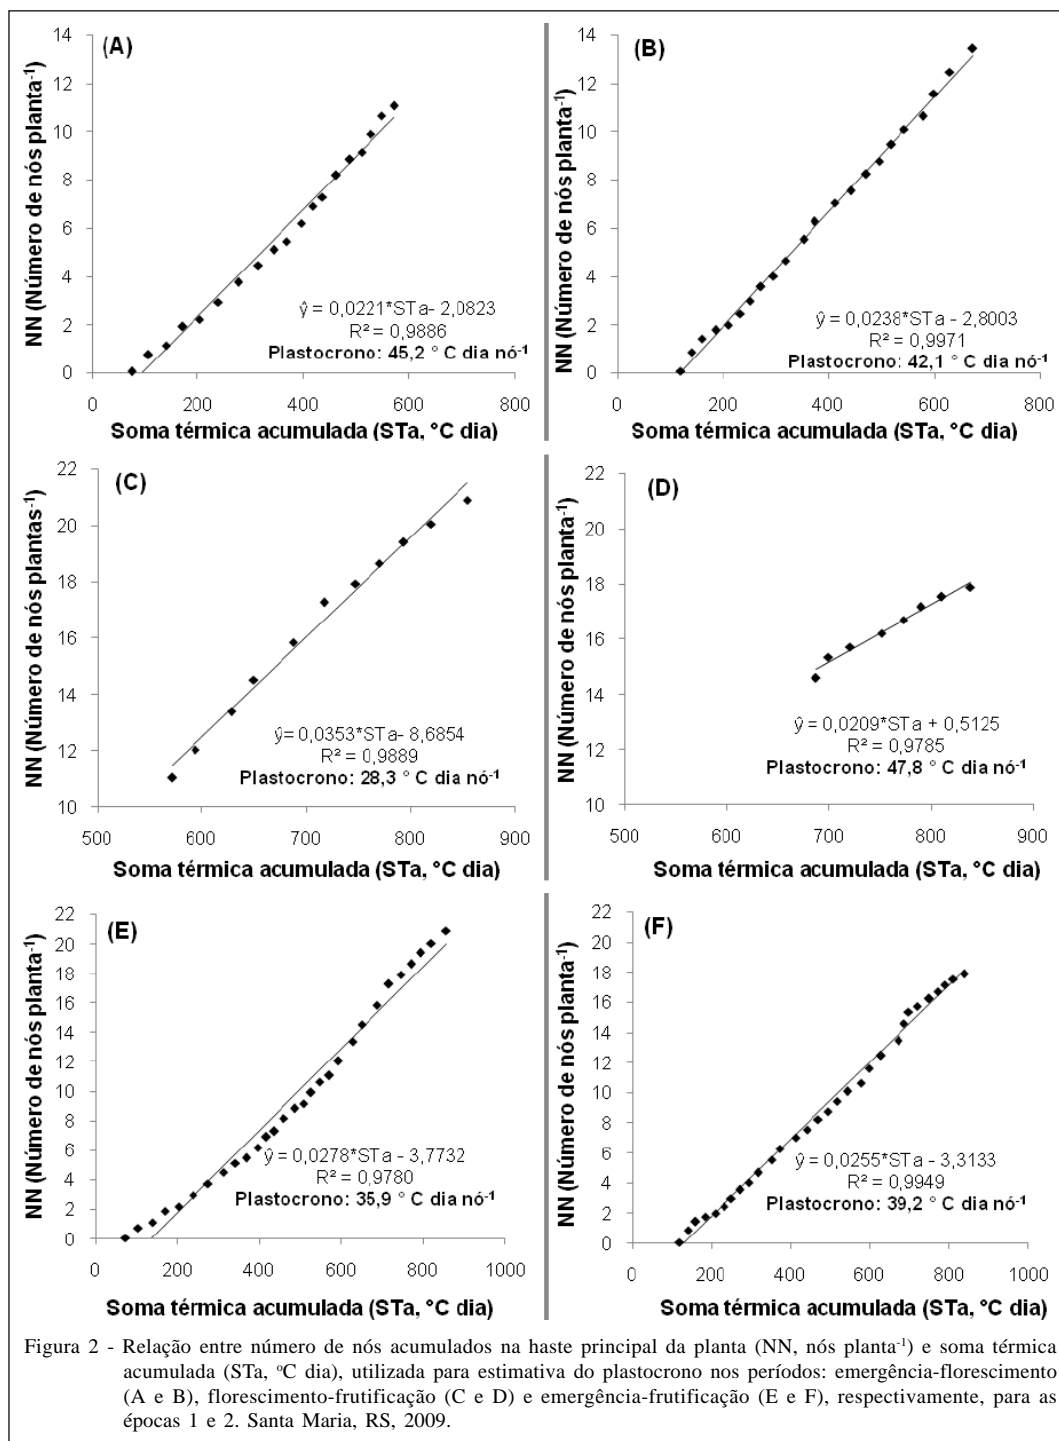 (A)
14
12
10
8
6
4
2
0
NN (Número de nós planta-1)
ŷ = 0,0221*STa- 2,0823
R² = 0,9886
Plastocrono: 45,2 ° C dia nó-1
0 200 400 600 800
Soma térmica acumulada (STa, °C dia)
(B)
14
12
10
8
6
4
2
0
NN (Número de nós planta-1)
ŷ = 0,0238*STa - 2,8003
R² = 0,9971
Plastocrono: 42,1 ° C dia nó-1
0 200 400 600 800
Soma térmica acumulada (STa, °C dia)
(C)
22
20
18
16
14
12
10
NN (Número de nós plantas-1)
ŷ= 0,0353*STa- 8,6854
R² = 0,9889
Plastocrono: 28,3 ° C dia nó-1
500 600 700 800 900
Soma térmica acumulada (STa, °C dia)
(D)
22
20
18
16
14
12
10
NN (Número de nós planta-1)
ŷ = 0,0209*STa + 0,5125
R² = 0,9785
Plastocrono: 47,8 ° C dia nó-1
500 600 700 800 900
Soma térmica acumulada (STa, °C dia)
(E)
22
20
18
16
14
12
10
8
6
4
2
0
NN (Número de nós planta-1)
ŷ = 0,0278*STa - 3,7732
R² = 0,9780
Plastocrono: 35,9 ° C dia nó-1
0 200 400 600 800 1000
Soma térmica acumulada (STa, °C dia)
(F)
22
20
18
16
14
12
10
8
6
4
2
0
NN (Número de nós planta-1)
ŷ = 0,0255*STa - 3,3133
R² = 0,9949
Plastocrono: 39,2 ° C dia nó-1
0 200 400 600 800 1000
Soma térmica acumulada (STa, °C dia)
Figura 2 - Relação entre número de nós acumulados na haste principal da planta (NN, nós planta-1) e soma térmica
acumulada (STa, °C dia), utilizada para estimativa do plastocrono nos períodos: emergência-florescimento
(A e B), florescimento-frutificação (C e D) e emergência-frutificação (E e F), respectivamente, para as
épocas 1 e 2. Santa Maria, RS, 2009.